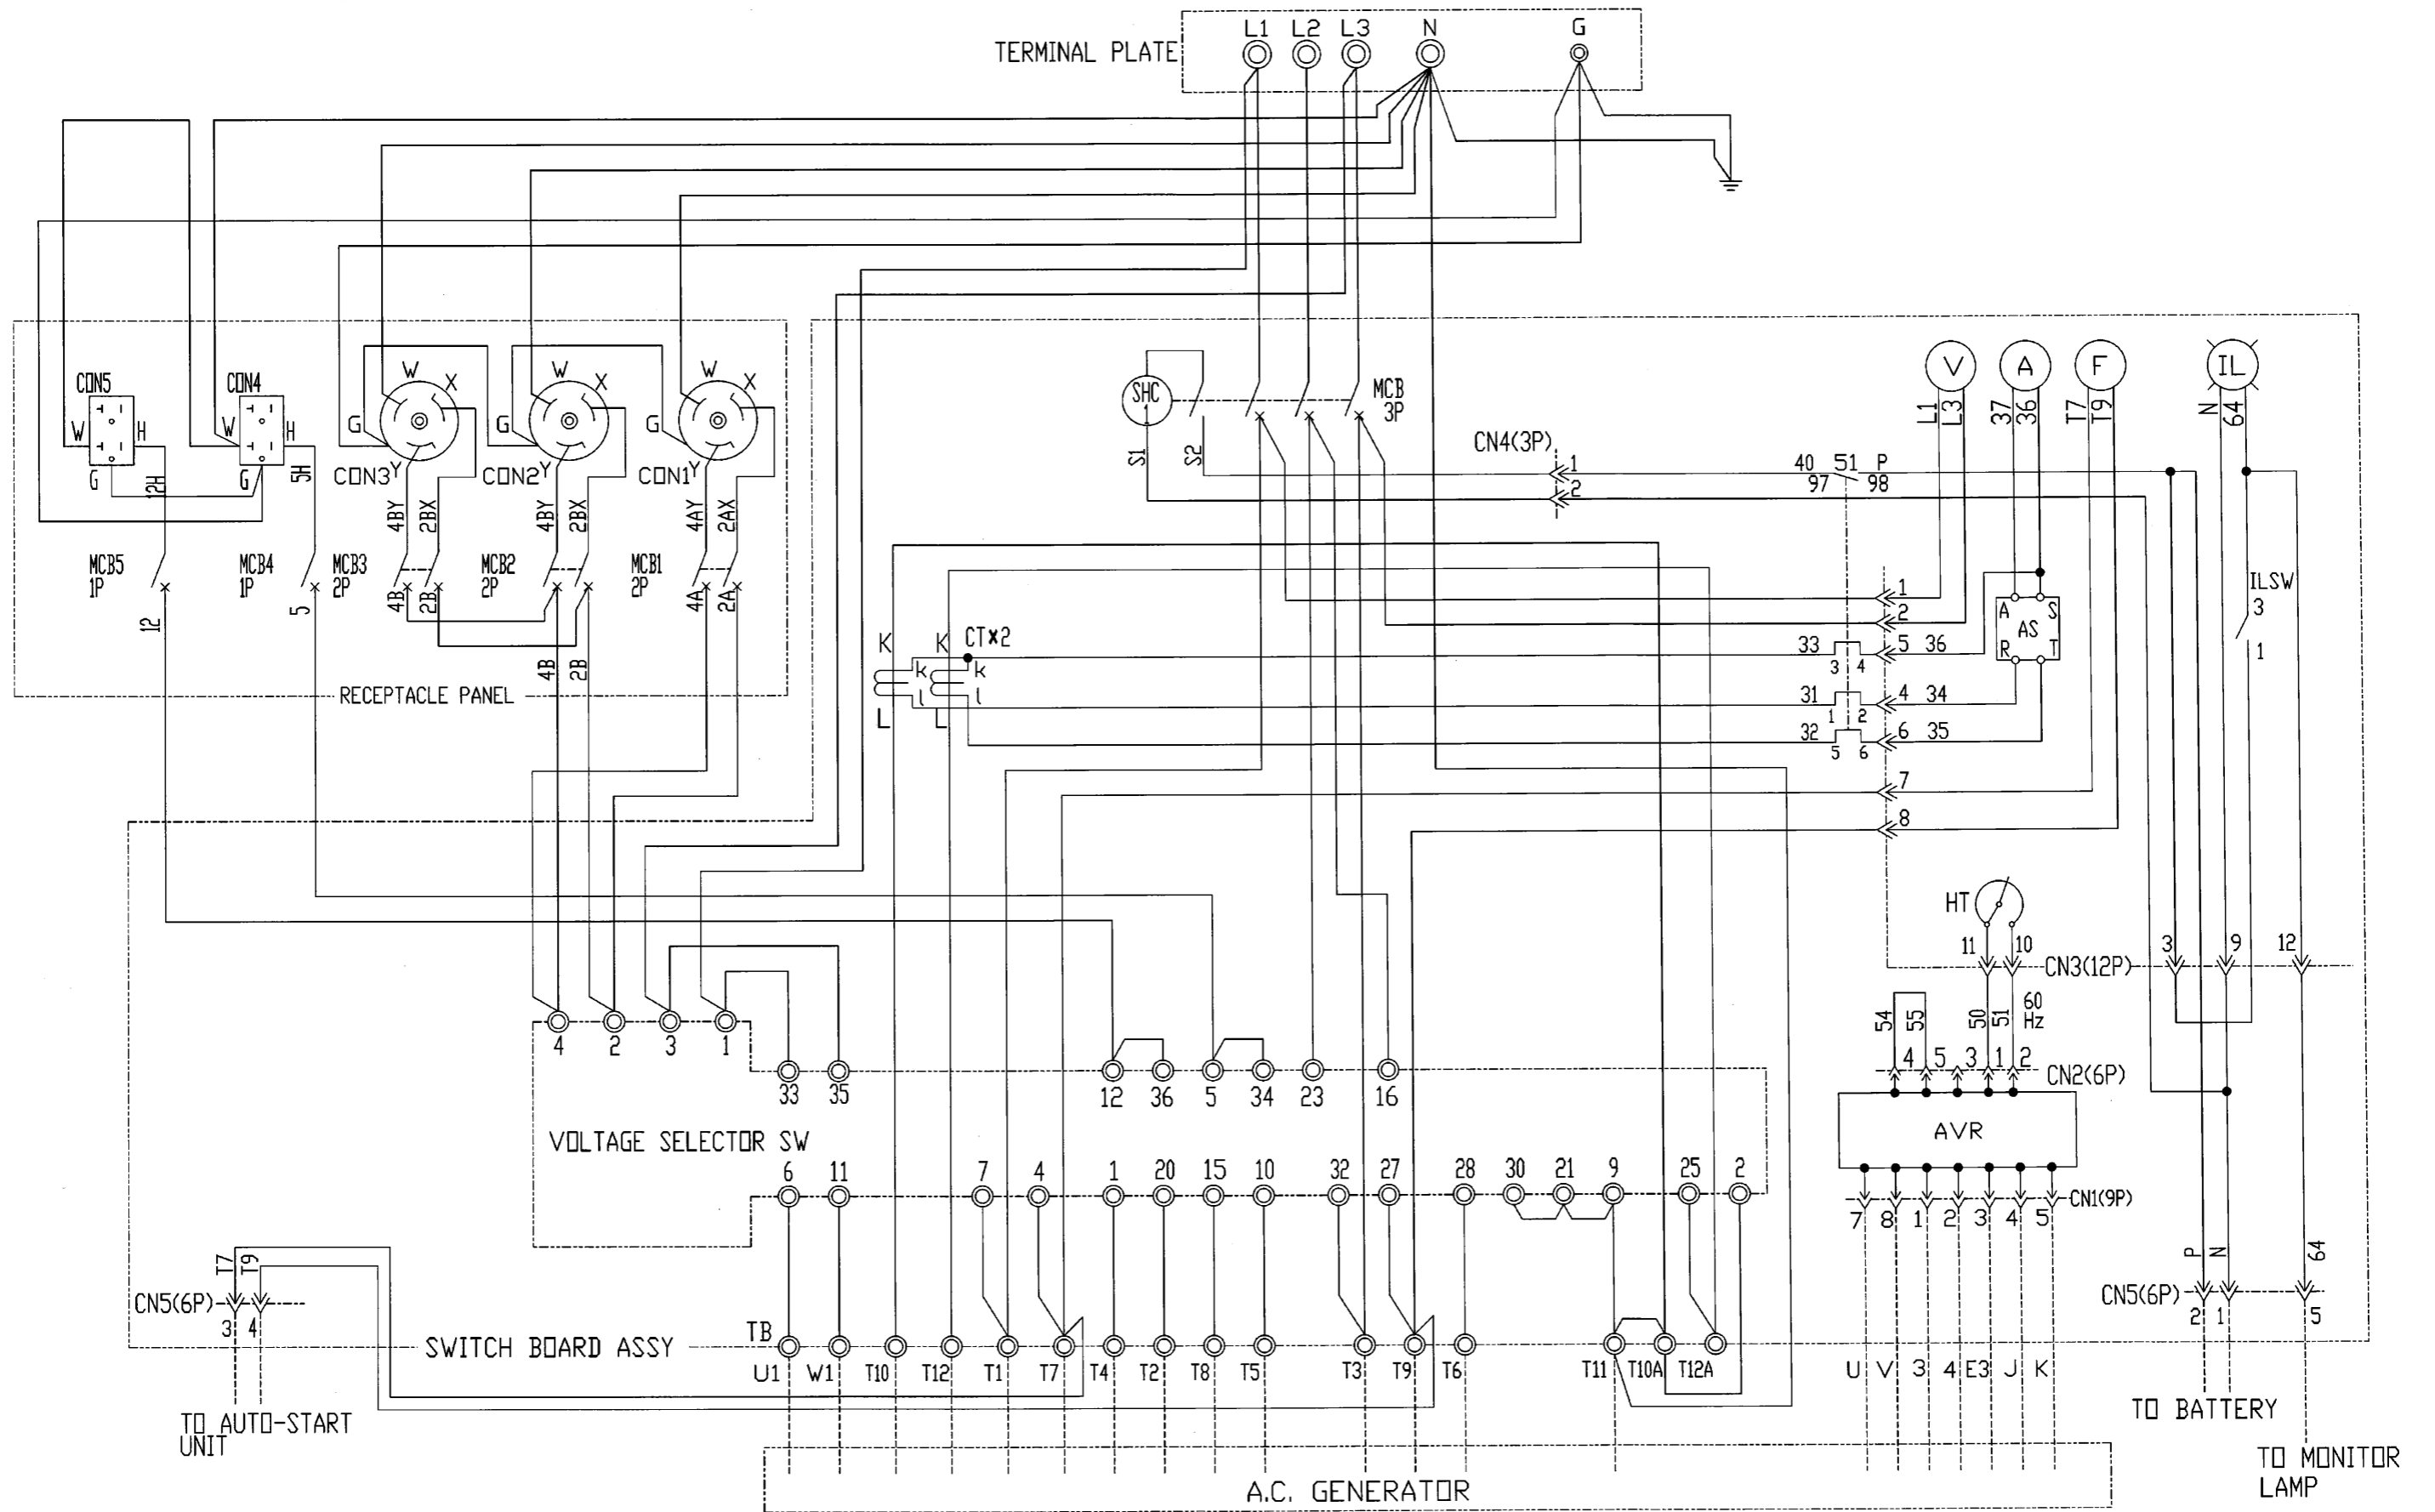 L1 L2 L3 N G
TERMINAL PLATE
CON5
W H
G
12H
CON4
W H
G
5H
W X
G
CON3 Y
W X
G
CON2 Y
W X
G
CON1 Y
4BY 2BX
4BY 2BX
4AY 2AX
MCB5
1P
MCB4
1P
MCB3
2P
MCB2
2P
MCB1
2P
12
5
4B 2B
4A 2A
4B 2B
RECEPTACLE PANEL
SHC
1
S1 S2
MCB
3P
CN4(3P)
1
2
40 51 P
97 98
V A F IL
L1 L3 37 36 T7 T9 N 64
ILSW
3
1
A S
AS
R T
K K CT×2
k k
l l
L L
1
2
33 3 4 5 36
31 1 2 4 34
32 5 6 6 35
7
8
HT
11 10
3 9 12
CN3(12P)
54 55 50 51 60
Hz
4 5 3 1 2
CN2(6P)
AVR
CN1(9P)
7 8 1 2 3 4 5
U V 3 4 E3 J K
4 2 3 1
33 35 12 36 5 34 23 16
VOLTAGE SELECTOR SW
6 11 7 4 1 20 15 10 32 27 28 30 21 9 25 2
T7 T9
CN5(6P)
3 4
TO AUTO-START
UNIT
SWITCH BOARD ASSY
TB
U1 W1 T10 T12 T1 T7 T4 T2 T8 T5 T3 T9 T6 T11 T10A T12A
P N 64
CN5(6P)
2 1 5
TO BATTERY
TO MONITOR
LAMP
A.C. GENERATOR